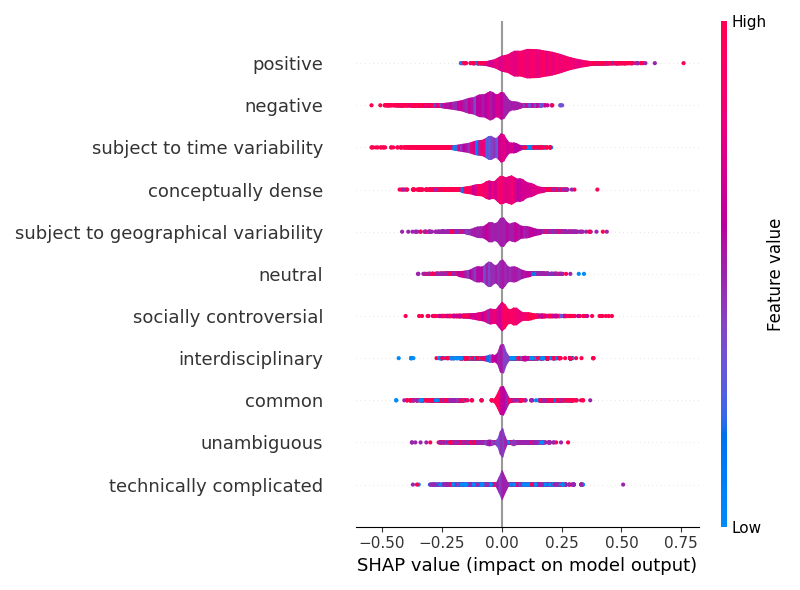 High
positive
negative
subject to time variability
conceptually dense
subject to geographical variability
neutral
socially controversial
interdisciplinary
common
unambiguous
technically complicated
Feature value
Low
−0.50 −0.25 0.00 0.25 0.50 0.75
SHAP value (impact on model output)